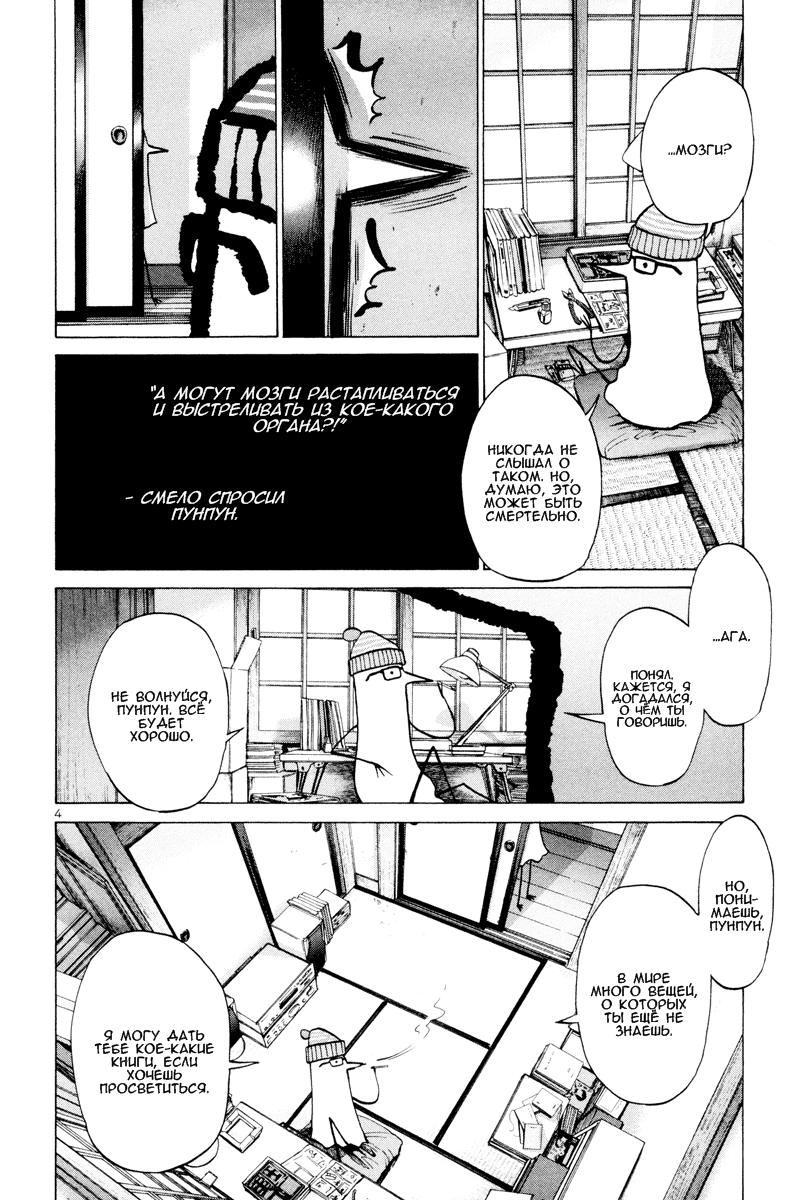 ...МОЗГИ?
НИКОГДА НЕ
СЛЫШАЛ О
ТАКОМ. НО,
ДУМАЮ, ЭТО
МОЖЕТ БЫТЬ
СМЕРТЕЛЬНО.
"А МОГУТ МОЗГИ РАСТАПЛИВАТЬСЯ
И ВЫСТРЕЛИВАТЬ ИЗ КОЕ-КАКОГО
ОРГАНА?!"
- СМЕЛО СПРОСИЛ
ПУНПУН.
...АГА.
ПОНЯЛ.
КАЖЕТСЯ, Я
ДОГАДАЛСЯ,
О ЧЁМ ТЫ
ГОВОРИШЬ.
НЕ ВОЛНУЙСЯ,
ПУНПУН. ВСЁ
БУДЕТ
ХОРОШО.
4
НО,
ПОНИ-
МАЕШЬ,
ПУНПУН.
В МИРЕ
МНОГО ВЕЩЕЙ,
О КОТОРЫХ
ТЫ ЕЩЁ НЕ
ЗНАЕШЬ.
Я МОГУ ДАТЬ
ТЕБЕ КОЕ-КАКИЕ
КНИГИ, ЕСЛИ
ХОЧЕШЬ
ПРОСВЕТИТЬСЯ.